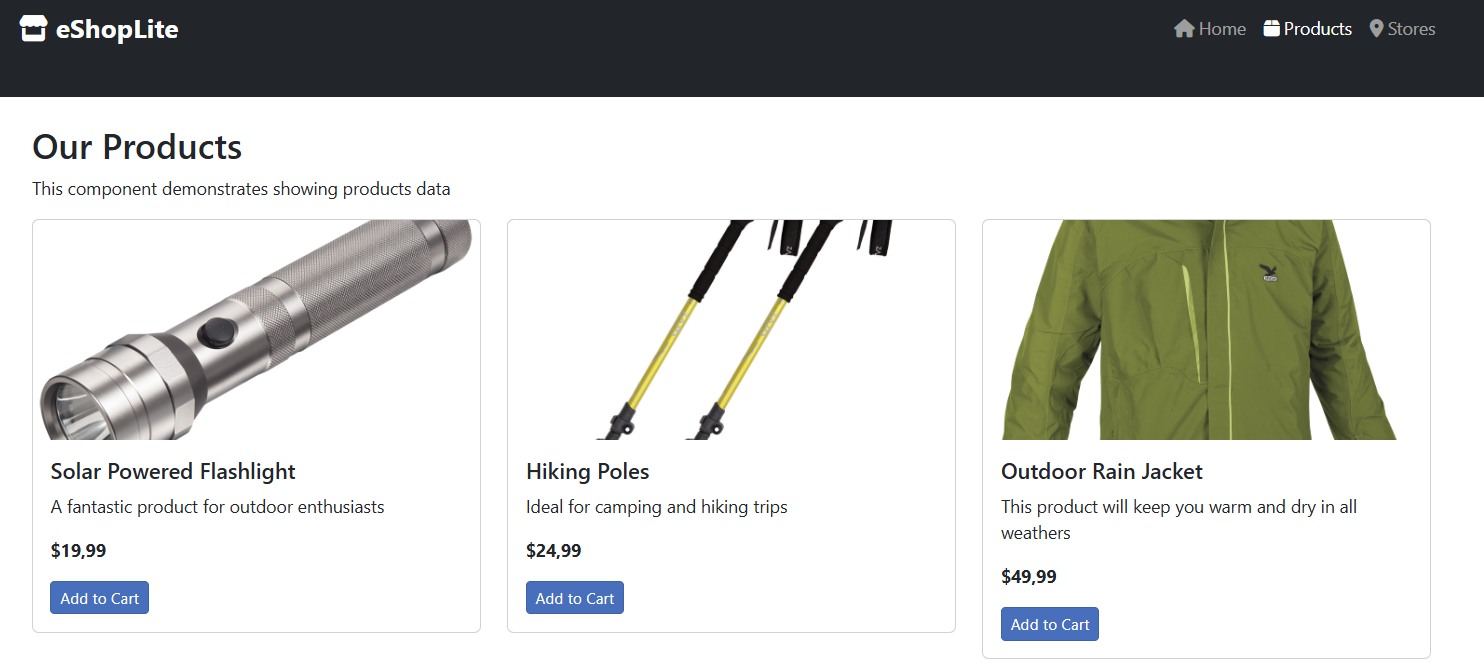 eShopLite
Home Products Stores
Our Products
This component demonstrates showing products data
Solar Powered Flashlight
A fantastic product for outdoor enthusiasts
$19,99
Add to Cart
Hiking Poles
Ideal for camping and hiking trips
$24,99
Add to Cart
Outdoor Rain Jacket
This product will keep you warm and dry in all
weathers
$49,99
Add to Cart